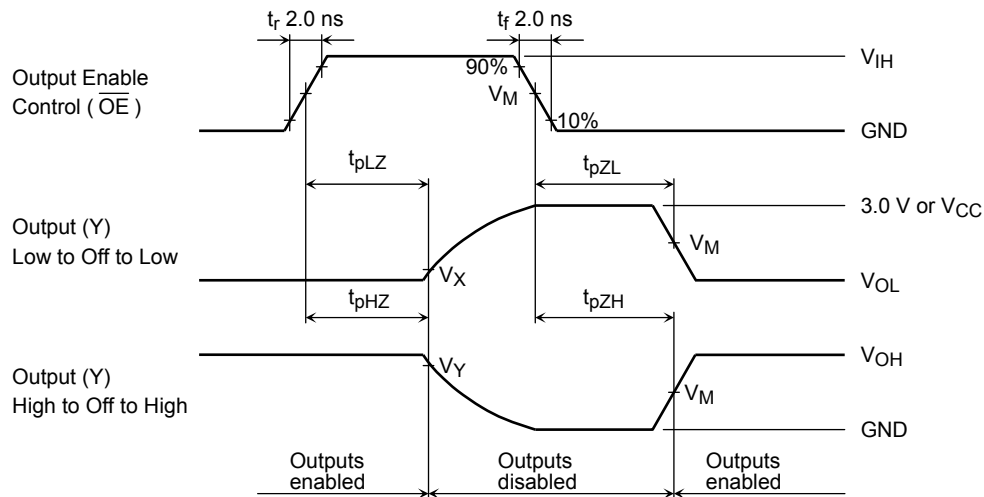 tr 2.0 ns
tf 2.0 ns
Output Enable
Control ( OE )
90%
VM
10%
VIH
GND
tpLZ
tpZL
Output (Y)
Low to Off to Low
VX
VM
3.0 V or VCC
VOL
tpHZ
tpZH
Output (Y)
High to Off to High
VY
VM
VOH
GND
Outputs
enabled
Outputs
disabled
Outputs
enabled